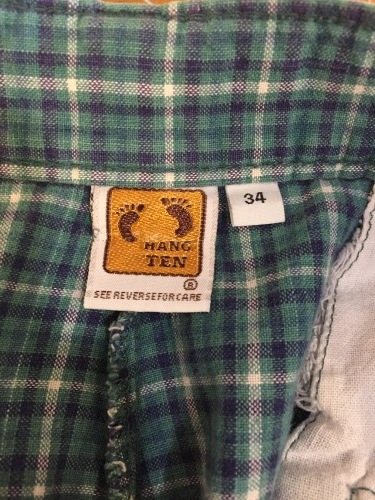 HANG
TEN
®
SEE REVERSE FOR CARE
34